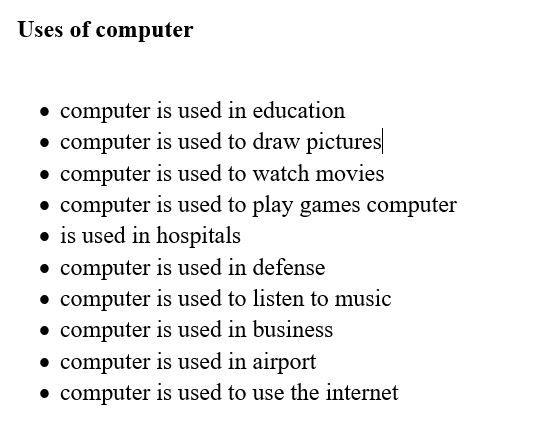 Uses of computer
• computer is used in education
• computer is used to draw pictures
• computer is used to watch movies
• computer is used to play games computer
• is used in hospitals
• computer is used in defense
• computer is used to listen to music
• computer is used in business
• computer is used in airport
• computer is used to use the internet